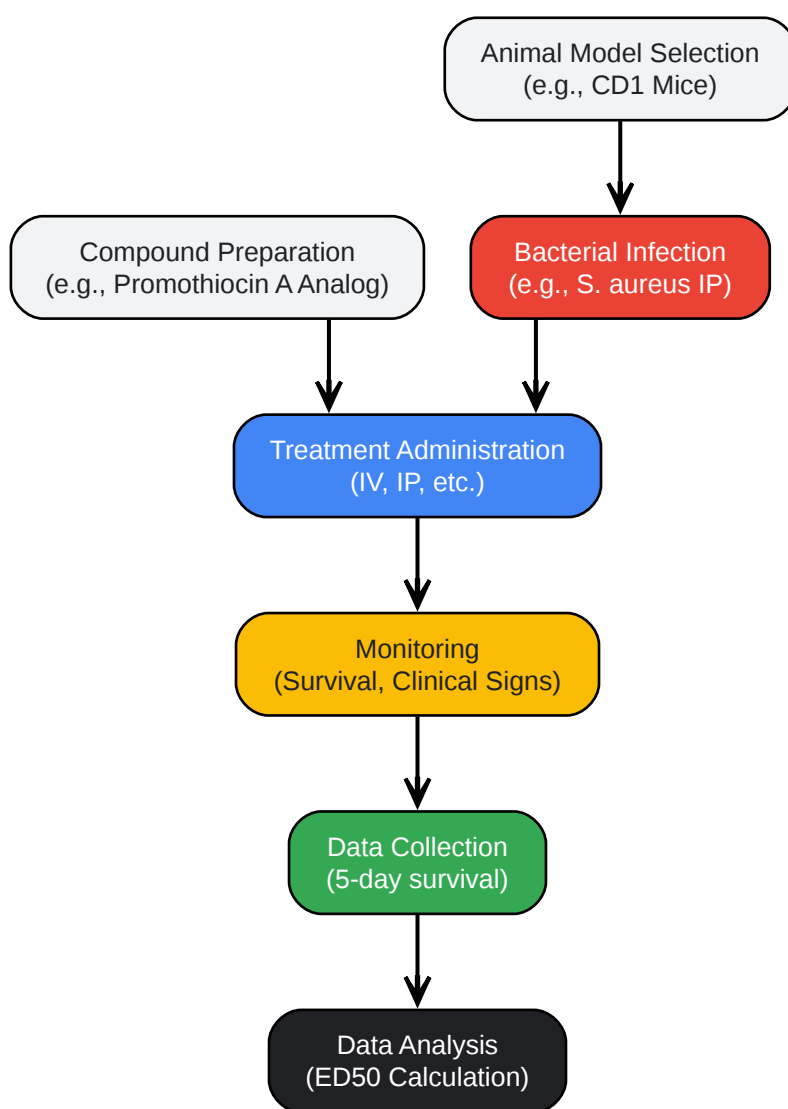 Animal Model Selection
(e.g., CD1 Mice)
Compound Preparation
(e.g., Promothiocin A Analog)
Bacterial Infection
(e.g., S. aureus IP)
Treatment Administration
(IV, IP, etc.)
Monitoring
(Survival, Clinical Signs)
Data Collection
(5-day survival)
Data Analysis
(ED50 Calculation)